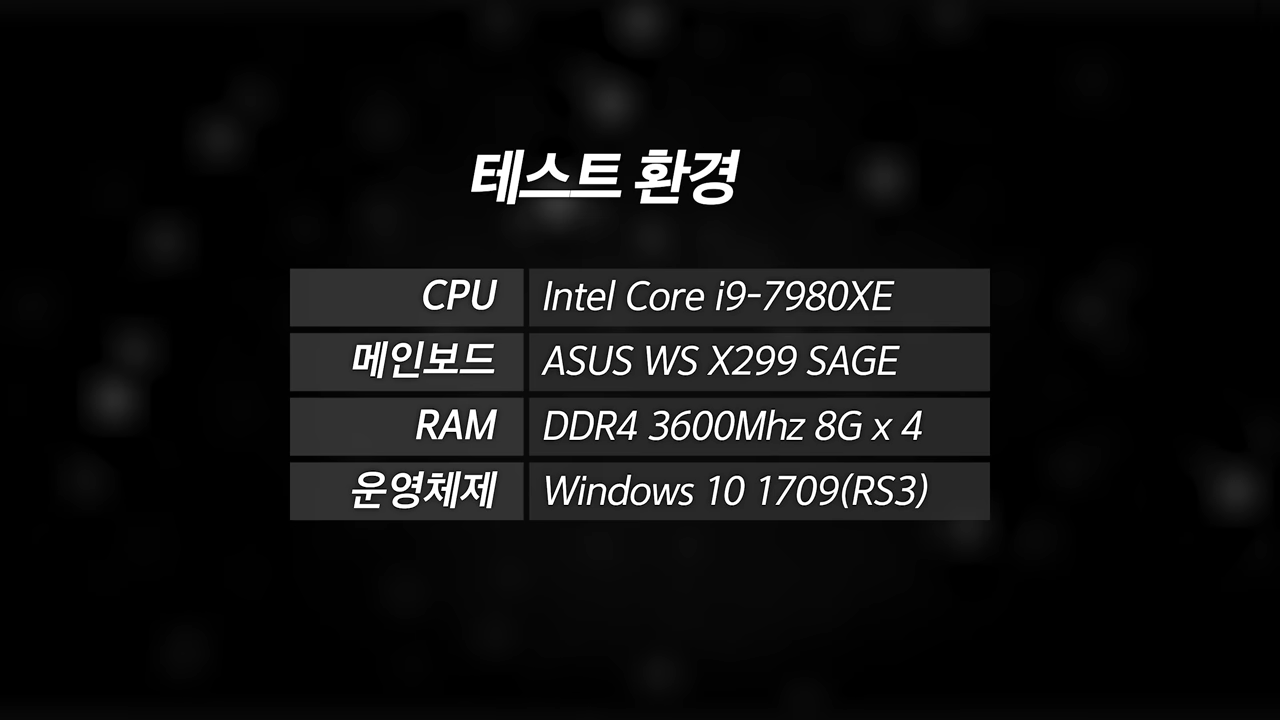 테스트 환경
CPU Intel Core i9-7980XE
메인보드 ASUS WS X299 SAGE
RAM DDR4 3600Mhz 8G x 4
운영체제 Windows 10 1709(RS3)